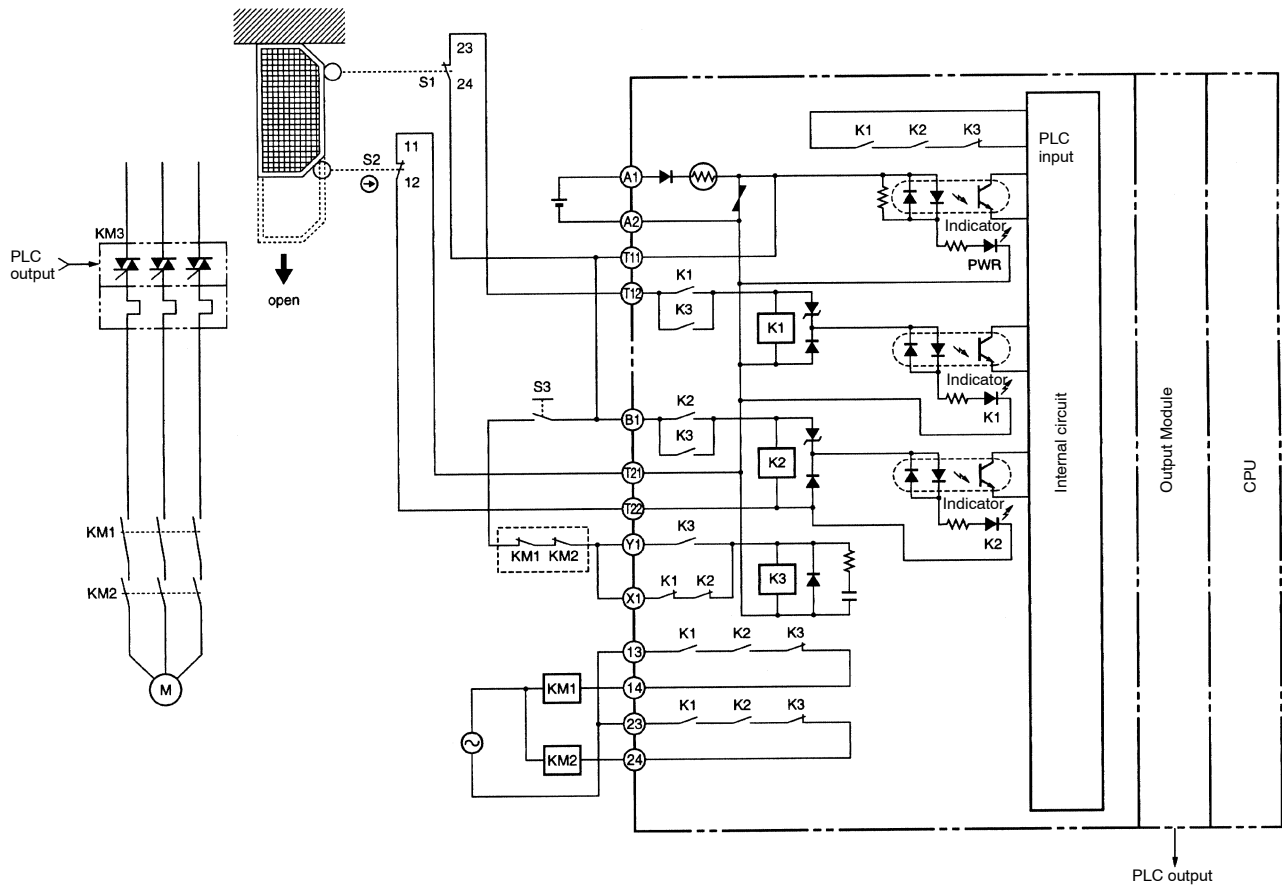 23
S1
24
11
S2
12
KM3
PLC
output
open
K1 K2 K3
PLC
input
A1
A2
Indicator
PWR
T11
T12
K1
K3
K1
Indicator
K1
S3
B1
K2
K3
K2
T21
T22
Indicator
K2
KM1 KM2
Y1
K3
K3
X1
K1 K2
KM1
KM2
M
13
K1 K2 K3
KM1
14
23
K1 K2 K3
KM2
24
Internal circuit
Output Module
CPU
PLC output